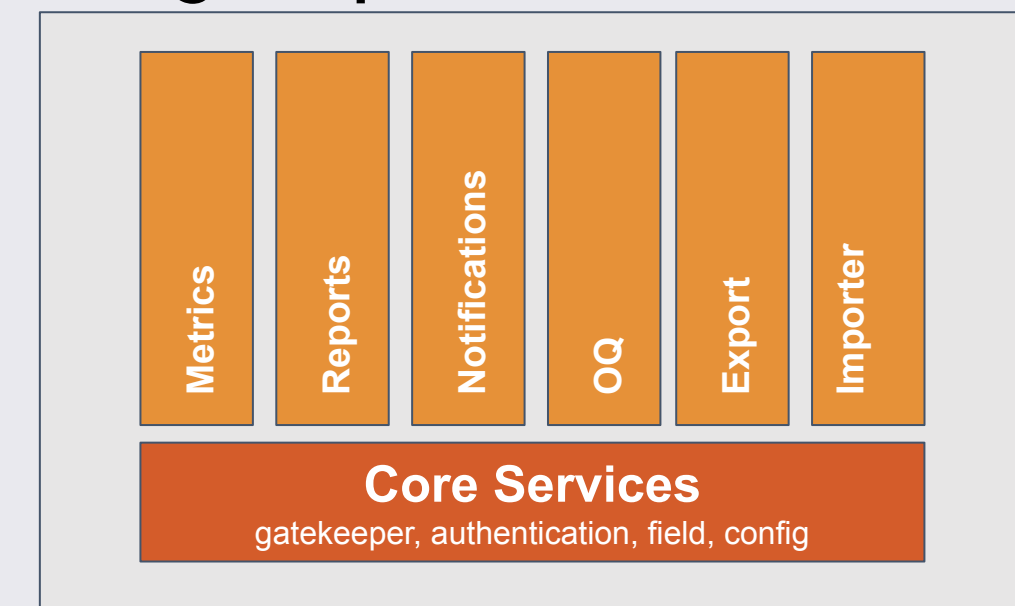 Metrics
Reports
Notifications
OQ
Export
Importer
Core Services
gatekeeper, authentication, field, config